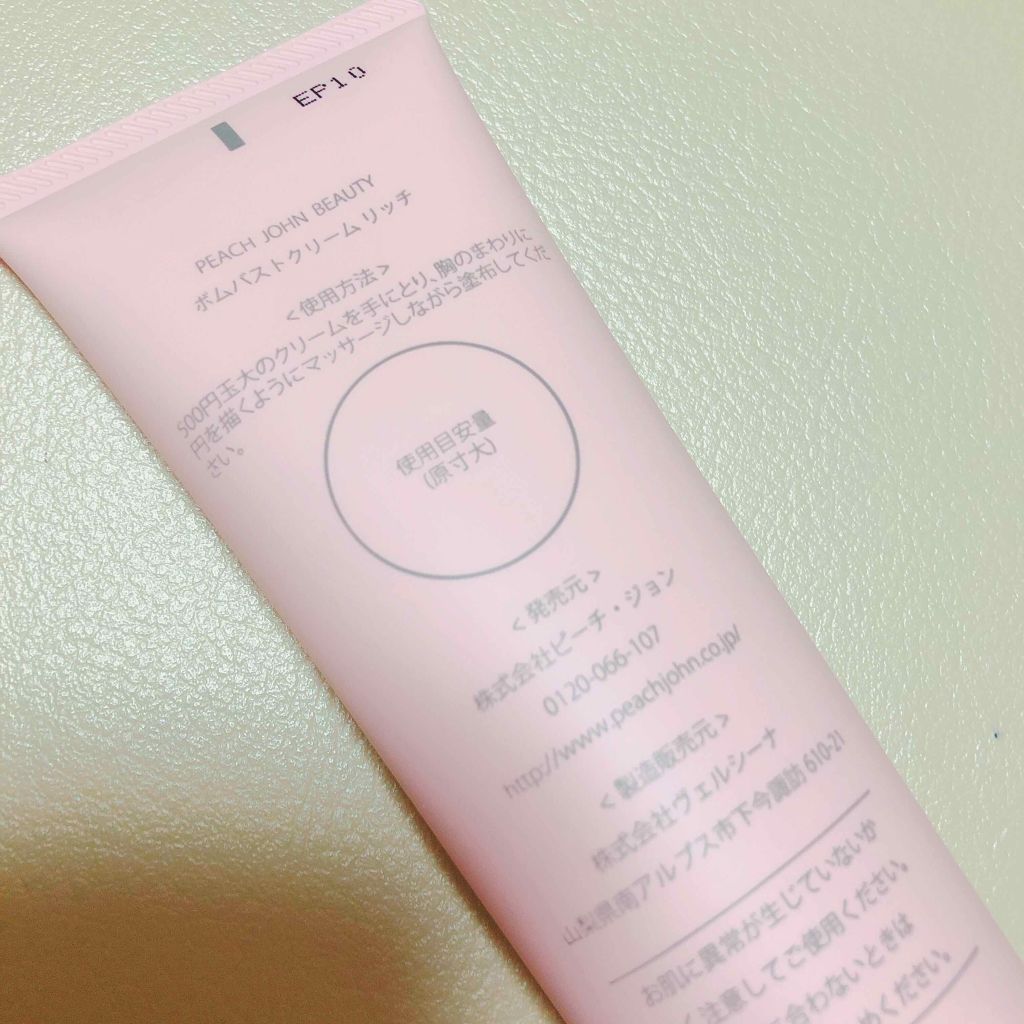 EP10
PEACH JOHN BEAUTY
ボムバストクリーム リッチ
<使用方法>
500円玉大のクリームを手にとり、胸のまわりに
円を描くようにマッサージしながら塗布してくだ
さい。
使用目安量
(原寸大)
<発売元>
株式会社ピーチ・ジョン
0120-066-107
http://www.peachjohn.co.jp/
<製造販売元>
株式会社ヴェルシーナ
山梨県南アルプス市下今諏訪 610-21
お肌に異常が生じていないか
注意してご使用ください。
合わないときは
ください。